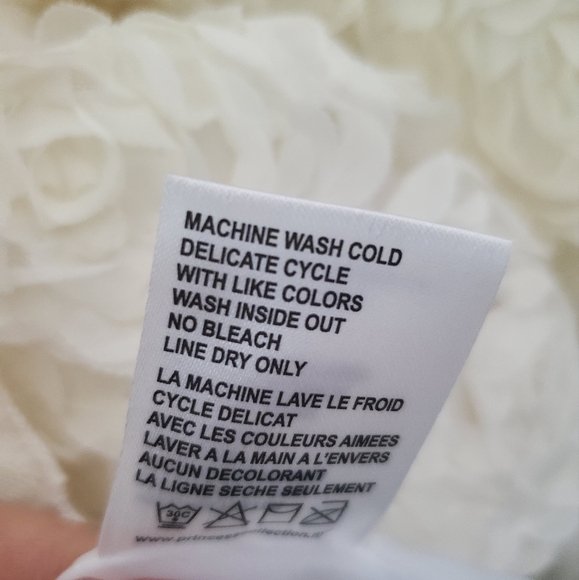 MACHINE WASH COLD
DELICATE CYCLE
WITH LIKE COLORS
WASH INSIDE OUT
NO BLEACH
LINE DRY ONLY
LA MACHINE LAVE LE FROID
CYCLE DELICAT
AVEC LES COULEURS AIMEES
LAVER A LA MAIN A L'ENVERS
AUCUN DECOLORANT
LA LIGNE SECHE SEULEMENT
30C